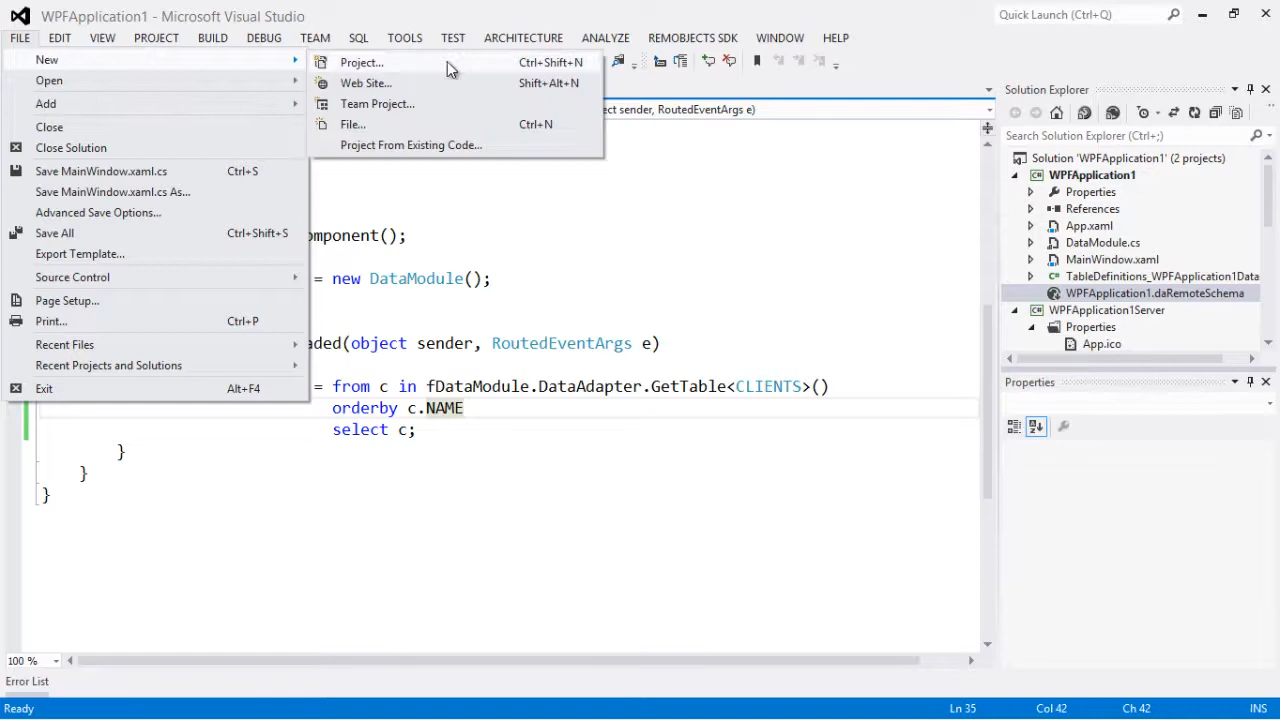 WPFApplication1 - Microsoft Visual Studio
Quick Launch (Ctrl+Q)
FILE EDIT VIEW PROJECT BUILD DEBUG TEAM SQL TOOLS TEST ARCHITECTURE ANALYZE REMOBJECTS SDK WINDOW HELP
New
Open
Add
Close
Close Solution
Save MainWindow.xaml.cs Ctrl+S
Save MainWindow.xaml.cs As...
Advanced Save Options...
Save All Ctrl+Shift+S
Export Template...
Source Control
Page Setup...
Print... Ctrl+P
Recent Files
Recent Projects and Solutions
Exit Alt+F4
Project... Ctrl+Shift+N
Web Site... Shift+Alt+N
Team Project...
File... Ctrl+N
Project From Existing Code...
ect sender, RoutedEventArgs e)
omponent();
= new DataModule();
aded(object sender, RoutedEventArgs e)
= from c in fDataModule.DataAdapter.GetTable<CLIENTS>()
orderby c.NAME
select c;
}
}
}
100 %
Solution Explorer
Search Solution Explorer (Ctrl+;)
Solution 'WPFApplication1' (2 projects)
WPFApplication1
Properties
References
App.xaml
DataModule.cs
MainWindow.xaml
TableDefinitions_WPFApplication1Data
WPFApplication1.daRemoteSchema
WPFApplication1Server
Properties
App.ico
Properties
Error List
Ready Ln 35 Col 42 Ch 42 INS